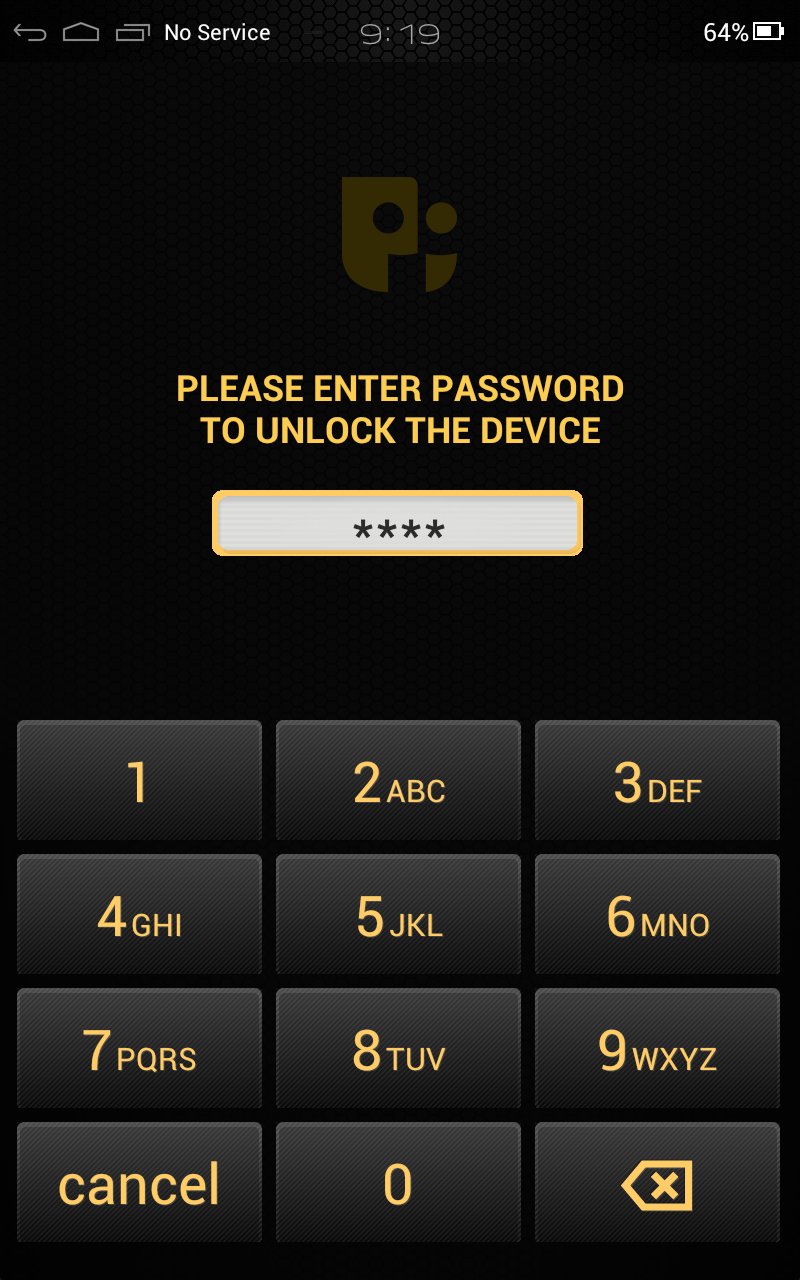 No Service 9:19 64%
PLEASE ENTER PASSWORD
TO UNLOCK THE DEVICE
****
1 2 ABC 3 DEF
4 GHI 5 JKL 6 MNO
7 PQRS 8 TUV 9 WXYZ
cancel 0